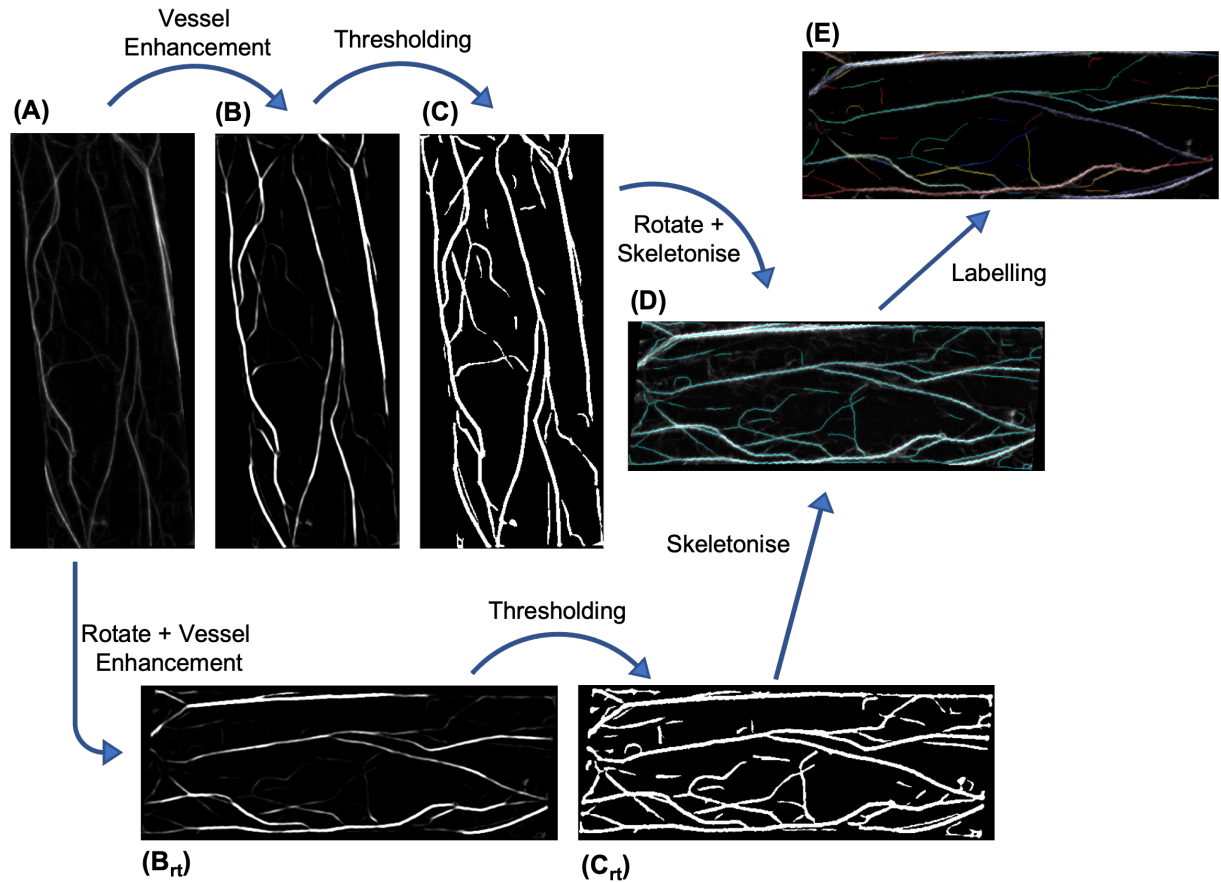 Vessel
Enhancement
Thresholding
(E)
(A)
(B)
(C)
Rotate +
Skeletonise
Labelling
(D)
Skeletonise
Thresholding
Rotate + Vessel
Enhancement
(Brt)
(Crt)